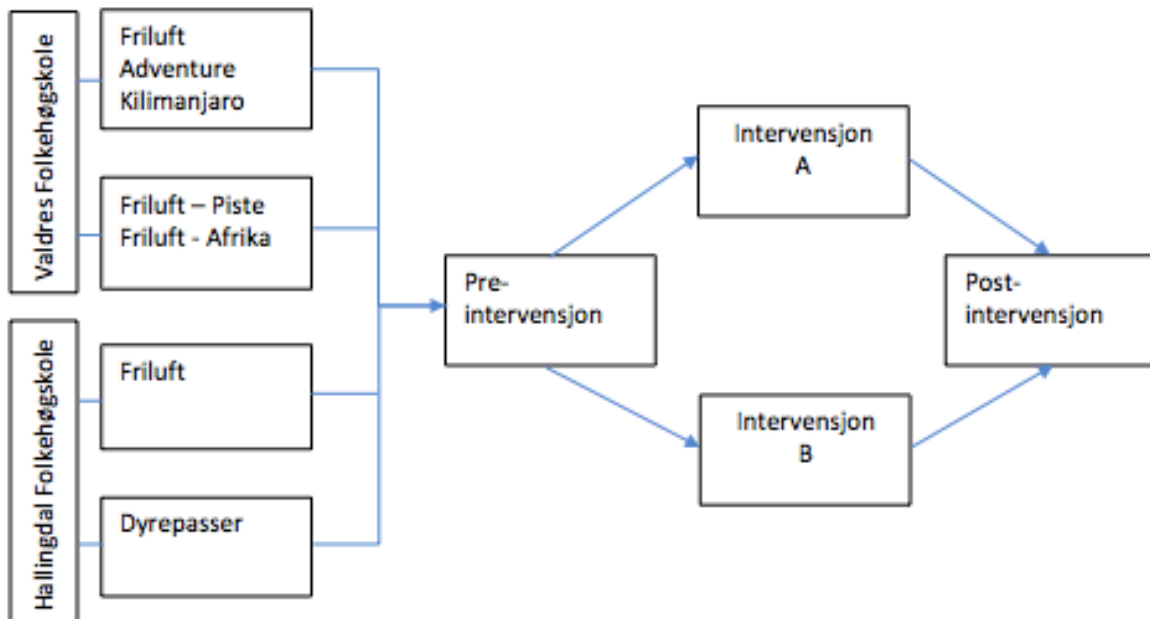 Valdres Folkehøgskole
Friluft
Adventure
Kilimanjaro
Friluft – Piste
Friluft - Afrika
Hallingdal Folkehøgskole
Friluft
Dyrepasser
Pre-
intervensjon
Intervensjon
A
Intervensjon
B
Post-
intervensjon